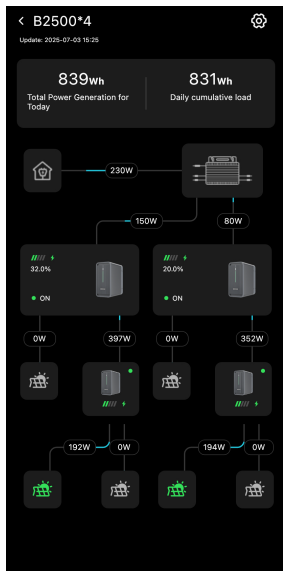 B2500*4
Update: 2025-07-03 15:25
839Wh 831Wh
Total Power Generation for Today Daily cumulative load
230W
150W 80W
32.0% 20.0%
ON ON
0W 397W 0W 352W
192W 0W 194W 0W